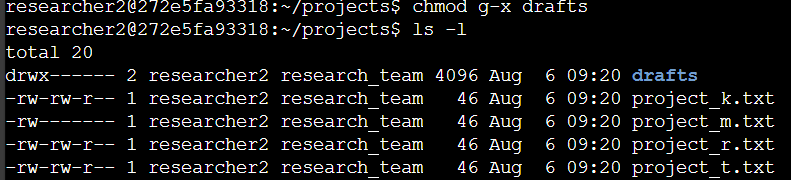 researcher2@272e5fa93318:~/projects$ chmod g-x drafts
researcher2@272e5fa93318:~/projects$ ls -l
total 20
drwx------ 2 researcher2 research_team 4096 Aug  6 09:20 drafts
-rw-rw-r-- 1 researcher2 research_team   46 Aug  6 09:20 project_k.txt
-rw------- 1 researcher2 research_team   46 Aug  6 09:20 project_m.txt
-rw-rw-r-- 1 researcher2 research_team   46 Aug  6 09:20 project_r.txt
-rw-rw-r-- 1 researcher2 research_team   46 Aug  6 09:20 project_t.txt